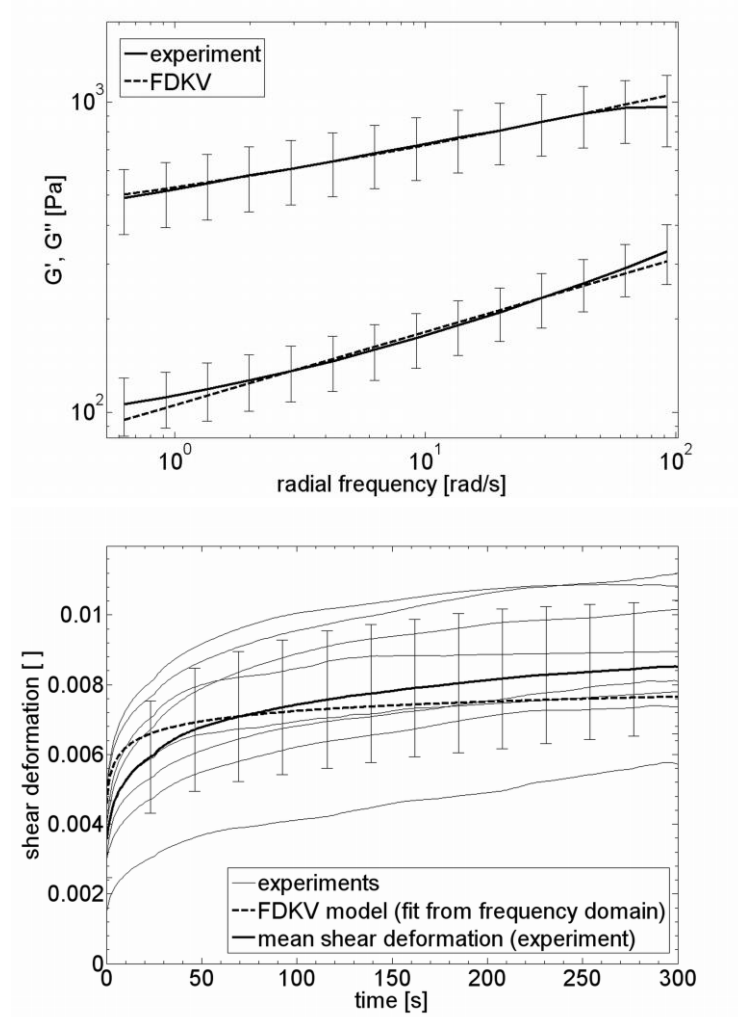 experiment
FDKV
10³
10²
G', G'' [Pa]
10⁰ 10¹ 10²
radial frequency [rad/s]
0.01
0.008
0.006
0.004
0.002
0
shear deformation [ ]
experiments
FDKV model (fit from frequency domain)
mean shear deformation (experiment)
0 50 100 150 200 250 300
time [s]